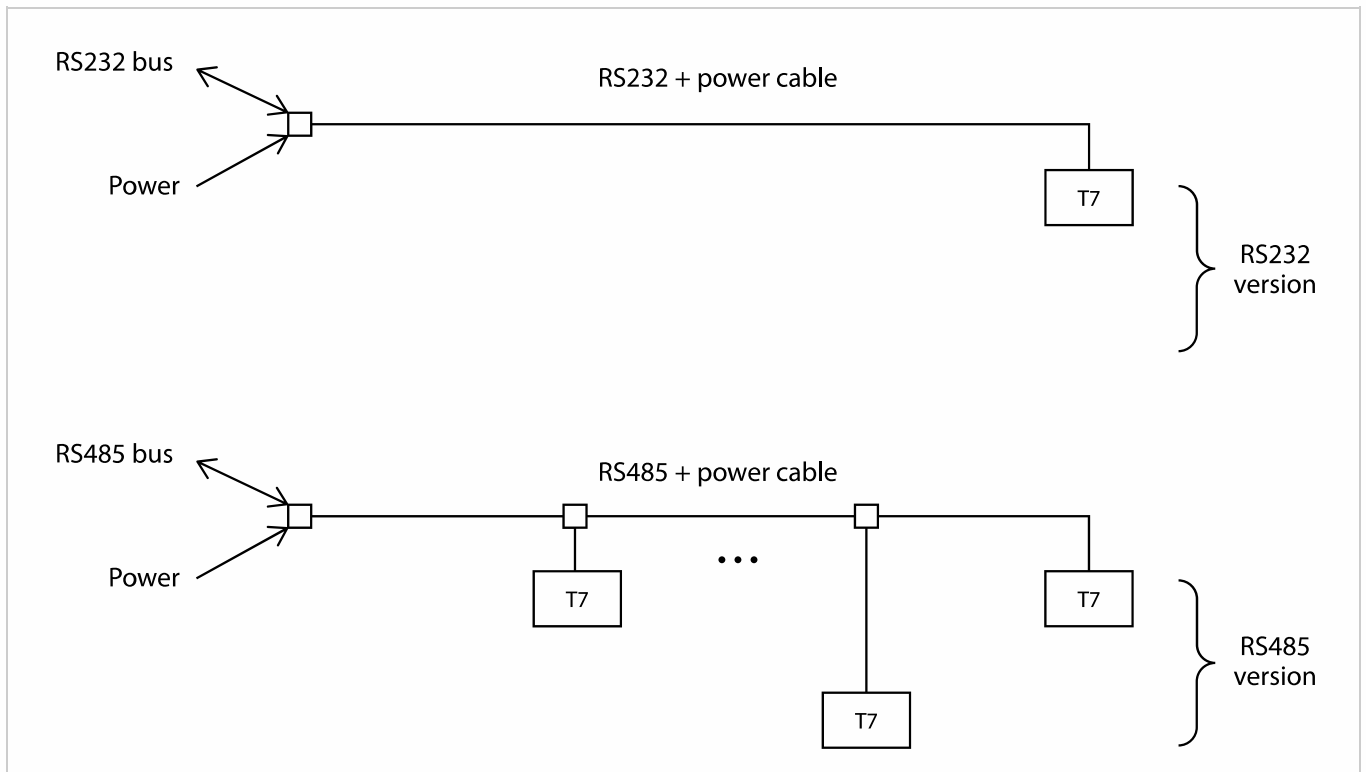 RS232 bus
RS232 + power cable
Power
T7
RS232
version
RS485 bus
RS485 + power cable
Power
T7
T7
T7
RS485
version